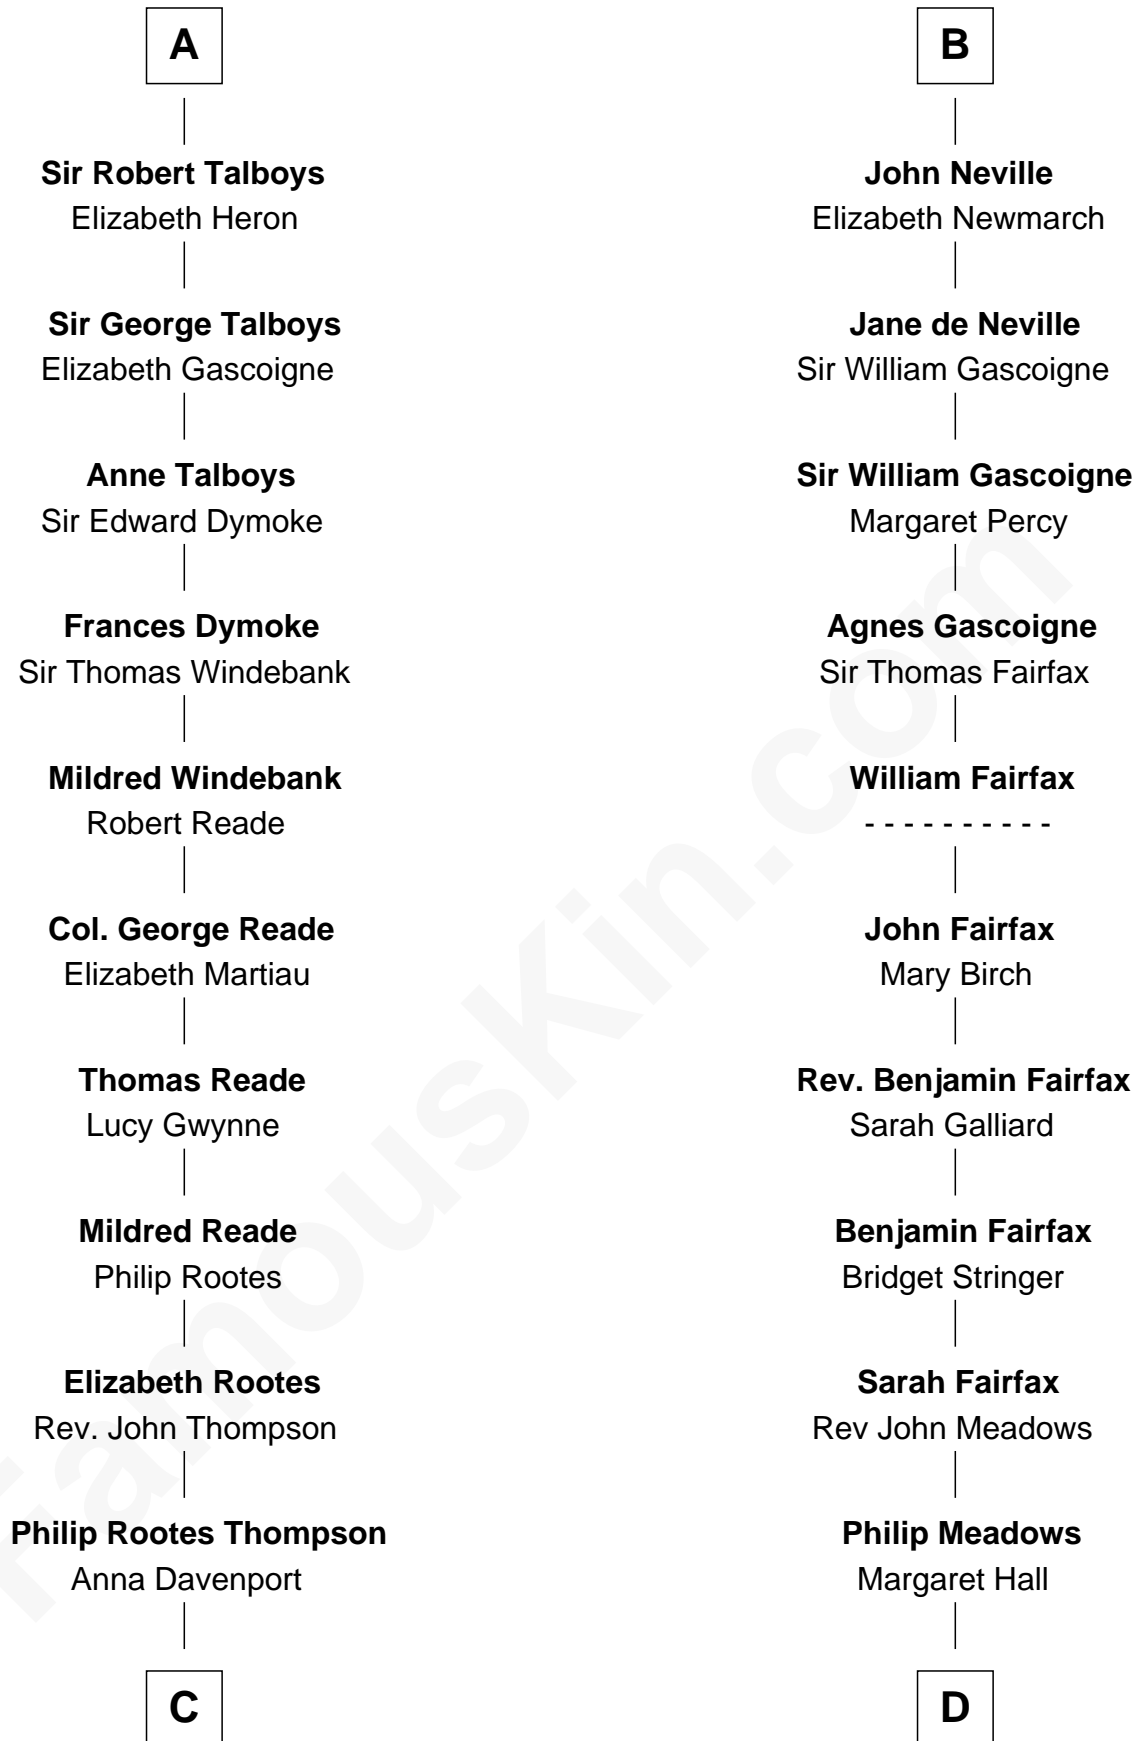 A
Sir Robert Talboys
Elizabeth Heron
Sir George Talboys
Elizabeth Gascoigne
Anne Talboys
Sir Edward Dymoke
Frances Dymoke
Sir Thomas Windebank
Mildred Windebank
Robert Reade
Col. George Reade
Elizabeth Martiau
Thomas Reade
Lucy Gwynne
Mildred Reade
Philip Rootes
Elizabeth Rootes
Rev. John Thompson
Philip Rootes Thompson
Anna Davenport
C
B
John Neville
Elizabeth Newmarch
Jane de Neville
Sir William Gascoigne
Sir William Gascoigne
Margaret Percy
Agnes Gascoigne
Sir Thomas Fairfax
William Fairfax
- - - - - - - - - -
John Fairfax
Mary Birch
Rev. Benjamin Fairfax
Sarah Galliard
Benjamin Fairfax
Bridget Stringer
Sarah Fairfax
Rev John Meadows
Philip Meadows
Margaret Hall
D
FamousKin.com